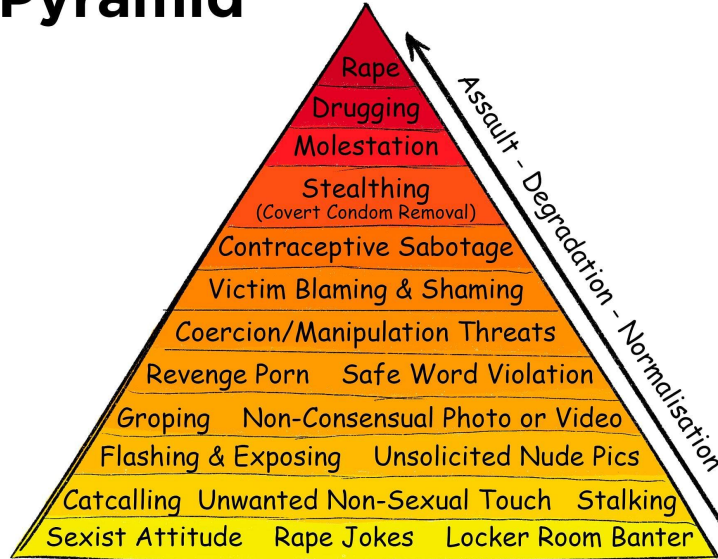 Pyramid
Rape
Drugging
Molestation
Stealthing
(Covert Condom Removal)
Contraceptive Sabotage
Victim Blaming & Shaming
Coercion/Manipulation Threats
Revenge Porn Safe Word Violation
Groping Non-Consensual Photo or Video
Flashing & Exposing Unsolicited Nude Pics
Catcalling Unwanted Non-Sexual Touch Stalking
Sexist Attitude Rape Jokes Locker Room Banter
Assault - Degradation - Normalisation